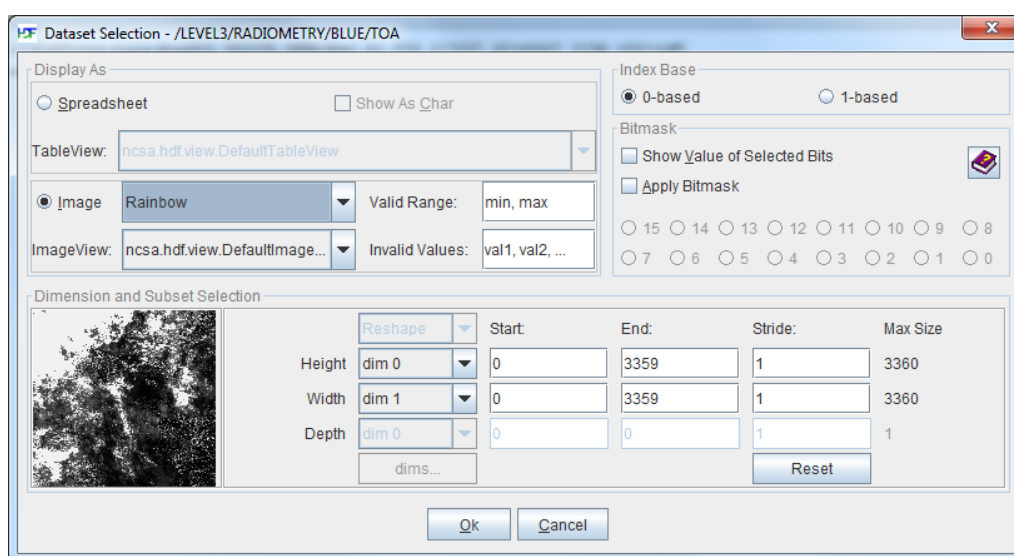 HDF Dataset Selection - /LEVEL3/RADIOMETRY/BLUE/TOA
Display As
Spreadsheet Show As Char
TableView: ncsa.hdf.view.DefaultTableView
Image Rainbow Valid Range: min, max
ImageView: ncsa.hdf.view.DefaultImage... Invalid Values: val1, val2, ...
Index Base
0-based 1-based
Bitmask
Show Value of Selected Bits
Apply Bitmask
15 14 13 12 11 10 9 8
7 6 5 4 3 2 1 0
Dimension and Subset Selection
Reshape Start: End: Stride: Max Size
Height dim 0 0 3359 1 3360
Width dim 1 0 3359 1 3360
Depth dim 0 0 0 1 1
dims... Reset
Ok Cancel